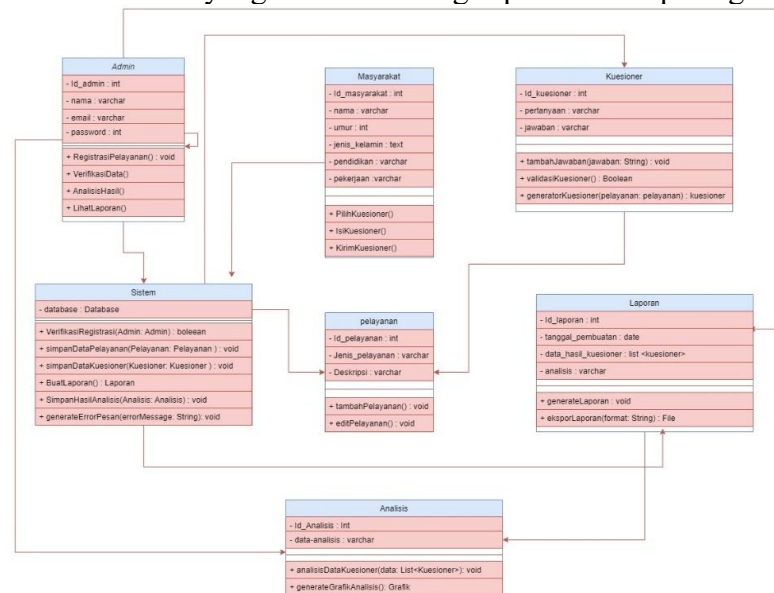 Admin
- Id_admin : int
- nama : varchar
- email : varchar
- password : int
+ RegistrasiPelayanan() : void
+ VerifikasiData()
+ AnalisisHasil()
+ LihatLaporan()
Masyarakat
- Id_masyarakat : int
- nama : varchar
- umur : int
- jenis_kelamin : text
- pendidikan : varchar
- pekerjaan :varchar
+ PilihKuesioner()
+ IsiKuesioner()
+ KirimKuesioner()
Kuesioner
- Id_kuesioner : int
- pertanyaan : varchar
- jawaban : varchar
+ tambahJawaban(jawaban: String) : void
+ validasiKuesioner() : Boolean
+ generatorKuesioner(pelayanan: pelayanan) : kuesioner
Sistem
- database : Database
+ VerifikasiRegistrasi(Admin: Admin) : boleean
+ simpanDataPelayanan(Pelayanan: Pelayanan ) : void
+ simpanDataKuesioner(Kuesioner: Kuesioner ) : void
+ BuatLaporan() : Laporan
+ SimpanHasilAnalisis(Analisis: Analisis) : void
+ generateErrorPesan(errorMessage: String): void
pelayanan
- Id_pelayanan : int
- Jenis_pelayanan : varchar
- Deskripsi : varchar
+ tambahPelayanan() : void
+ editPelayanan() : void
Laporan
- Id_laporan : int
- tanggal_pembuatan : date
- data_hasil_kuesioner : list <kuesioner>
- analisis : varchar
+ generateLaporan : void
+ eksporLaporan(format: String) : File
Analisis
- Id_Analisis : Int
- data-analisis : varchar
+ analisisDataKuesioner(data: List<Kuesioner>): void
+ generateGrafikAnalisis(): Grafik